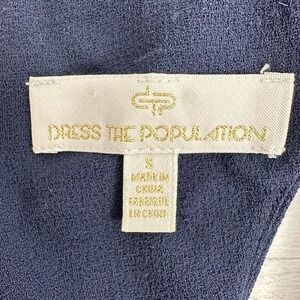 DRESS THE POPULATION
S
MADE IN
CHINA
FABRIQUE
EN CHINE